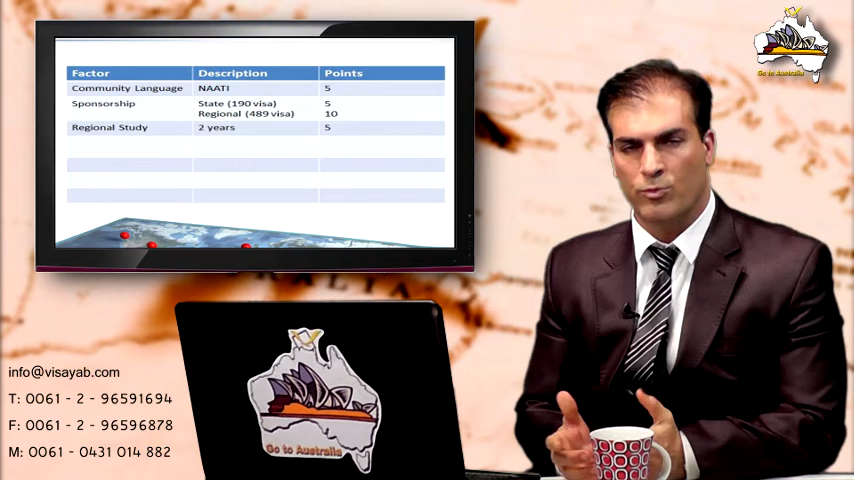 Factor Description Points
Community Language NAATI 5
Sponsorship State (190 visa) 5
Regional (489 visa) 10
Regional Study 2 years 5
Go to Australia
Go to Australia
info@visayab.com
T: 0061 - 2 - 96591694
F: 0061 - 2 - 96596878
M: 0061 - 0431 014 882